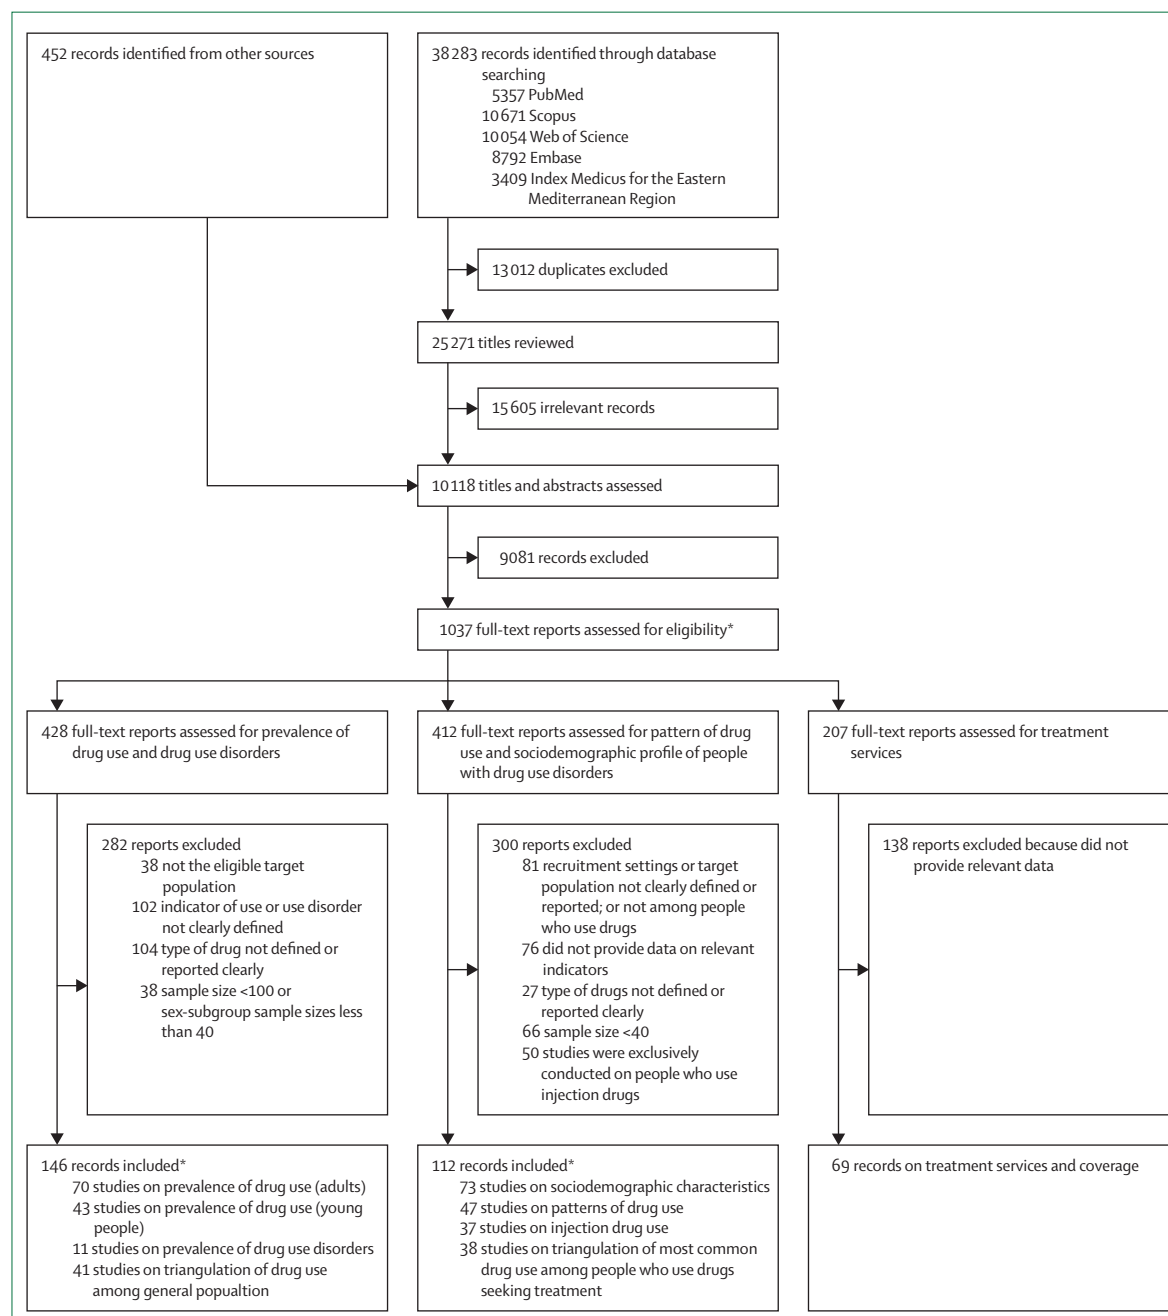 452 records identified from other sources
38 283 records identified through database
searching
5357 PubMed
10 671 Scopus
10 054 Web of Science
8792 Embase
3409 Index Medicus for the Eastern
Mediterranean Region
13 012 duplicates excluded
25 271 titles reviewed
15 605 irrelevant records
10 118 titles and abstracts assessed
9081 records excluded
1037 full-text reports assessed for eligibility*
428 full-text reports assessed for prevalence of
drug use and drug use disorders
412 full-text reports assessed for pattern of drug
use and sociodemographic profile of people
with drug use disorders
207 full-text reports assessed for treatment
services
282 reports excluded
38 not the eligible target
population
102 indicator of use or use disorder
not clearly defined
104 type of drug not defined or
reported clearly
38 sample size <100 or
sex-subgroup sample sizes less
than 40
300 reports excluded
81 recruitment settings or target
population not clearly defined or
reported; or not among people
who use drugs
76 did not provide data on relevant
indicators
27 type of drugs not defined or
reported clearly
66 sample size <40
50 studies were exclusively
conducted on people who use
injection drugs
138 reports excluded because did not
provide relevant data
146 records included*
70 studies on prevalence of drug use (adults)
43 studies on prevalence of drug use (young
people)
11 studies on prevalence of drug use disorders
41 studies on triangulation of drug use
among general popualtion
112 records included*
73 studies on sociodemographic characteristics
47 studies on patterns of drug use
37 studies on injection drug use
38 studies on triangulation of most common
drug use among people who use drugs
seeking treatment
69 records on treatment services and coverage